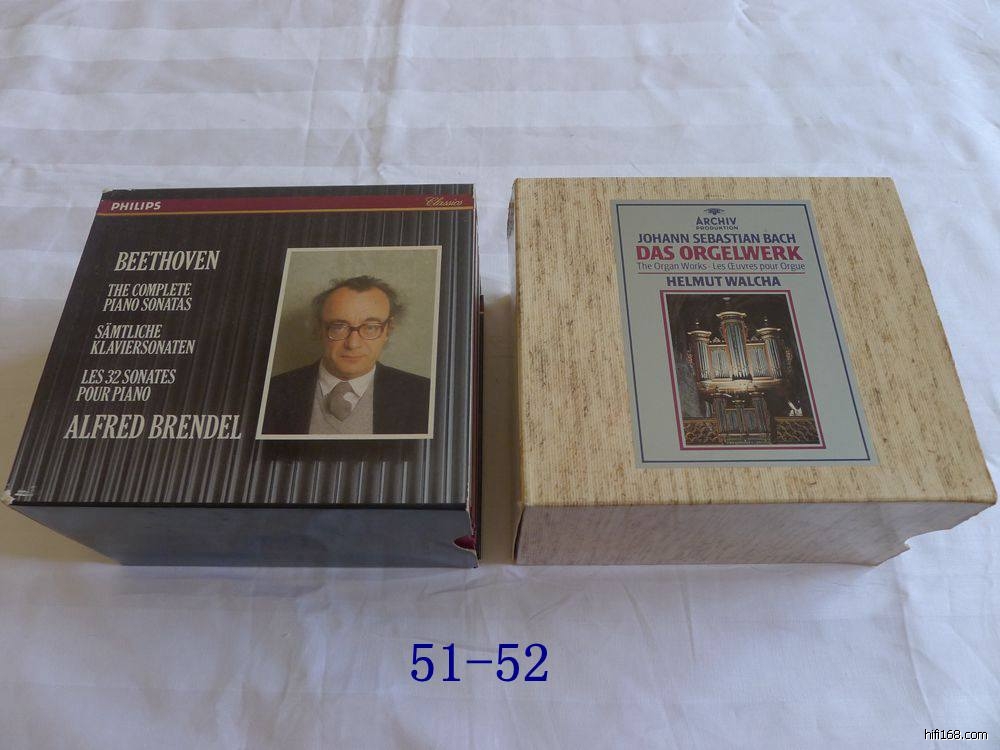 PHILIPS
Classics
BEETHOVEN
THE COMPLETE
PIANO SONATAS
SÄMTLICHE
KLAVIERSONATEN
LES 32 SONATES
POUR PIANO
ALFRED BRENDEL
ARCHIV
PRODUKTION
JOHANN SEBASTIAN BACH
DAS ORGELWERK
The Organ Works · Les Œuvres pour Orgue
HELMUT WALCHA
51-52
hifi168.com